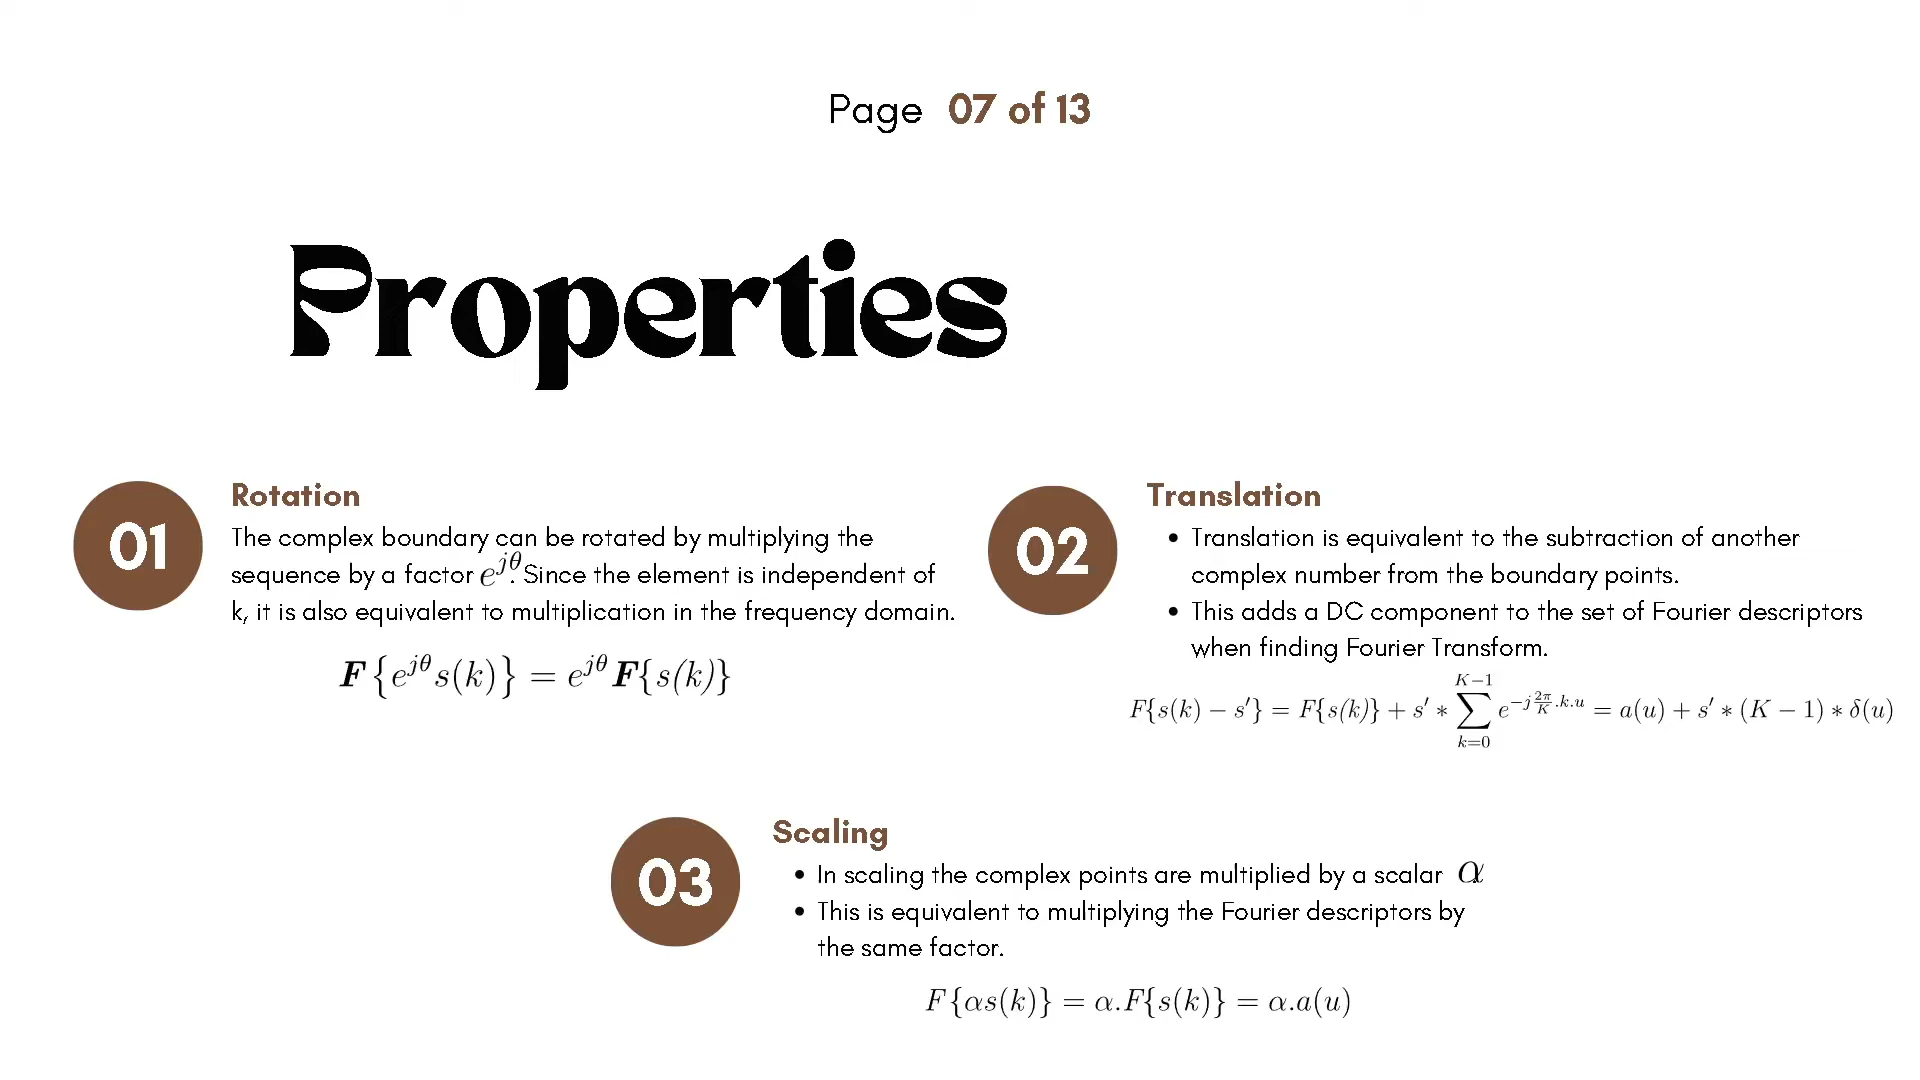 Page 07 of 13
Properties
01
Rotation
The complex boundary can be rotated by multiplying the
sequence by a factor e^{jθ}. Since the element is independent of
k, it is also equivalent to multiplication in the frequency domain.
F{e^{jθ}s(k)} = e^{jθ}F{s(k)}
02
Translation
• Translation is equivalent to the subtraction of another
complex number from the boundary points.
• This adds a DC component to the set of Fourier descriptors
when finding Fourier Transform.
F{s(k) − s′} = F{s(k)} + s′ * ∑_{k=0}^{K−1} e^{−j\frac{2π}{K}.k.u} = a(u) + s′ * (K − 1) * δ(u)
03
Scaling
• In scaling the complex points are multiplied by a scalar α
• This is equivalent to multiplying the Fourier descriptors by
the same factor.
F{αs(k)} = α.F{s(k)} = α.a(u)